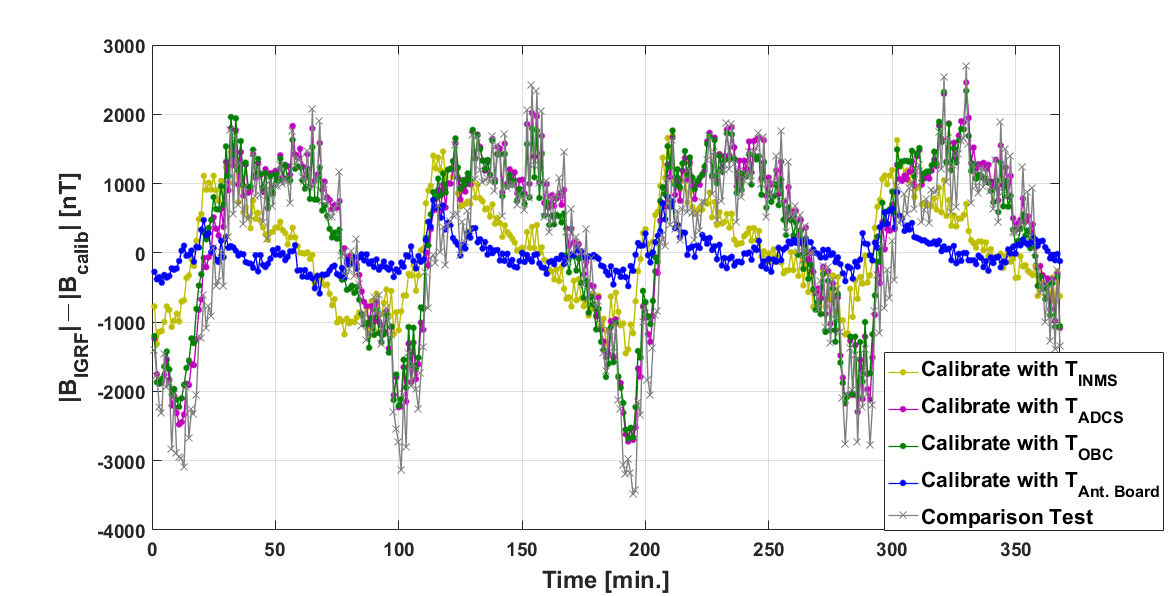 3000
2000
1000
0
-1000
-2000
-3000
-4000
|B_IGRF|−|B_calib| [nT]
0 50 100 150 200 250 300 350
Time [min.]
Calibrate with T_INMS
Calibrate with T_ADCS
Calibrate with T_OBC
Calibrate with T_Ant. Board
Comparison Test